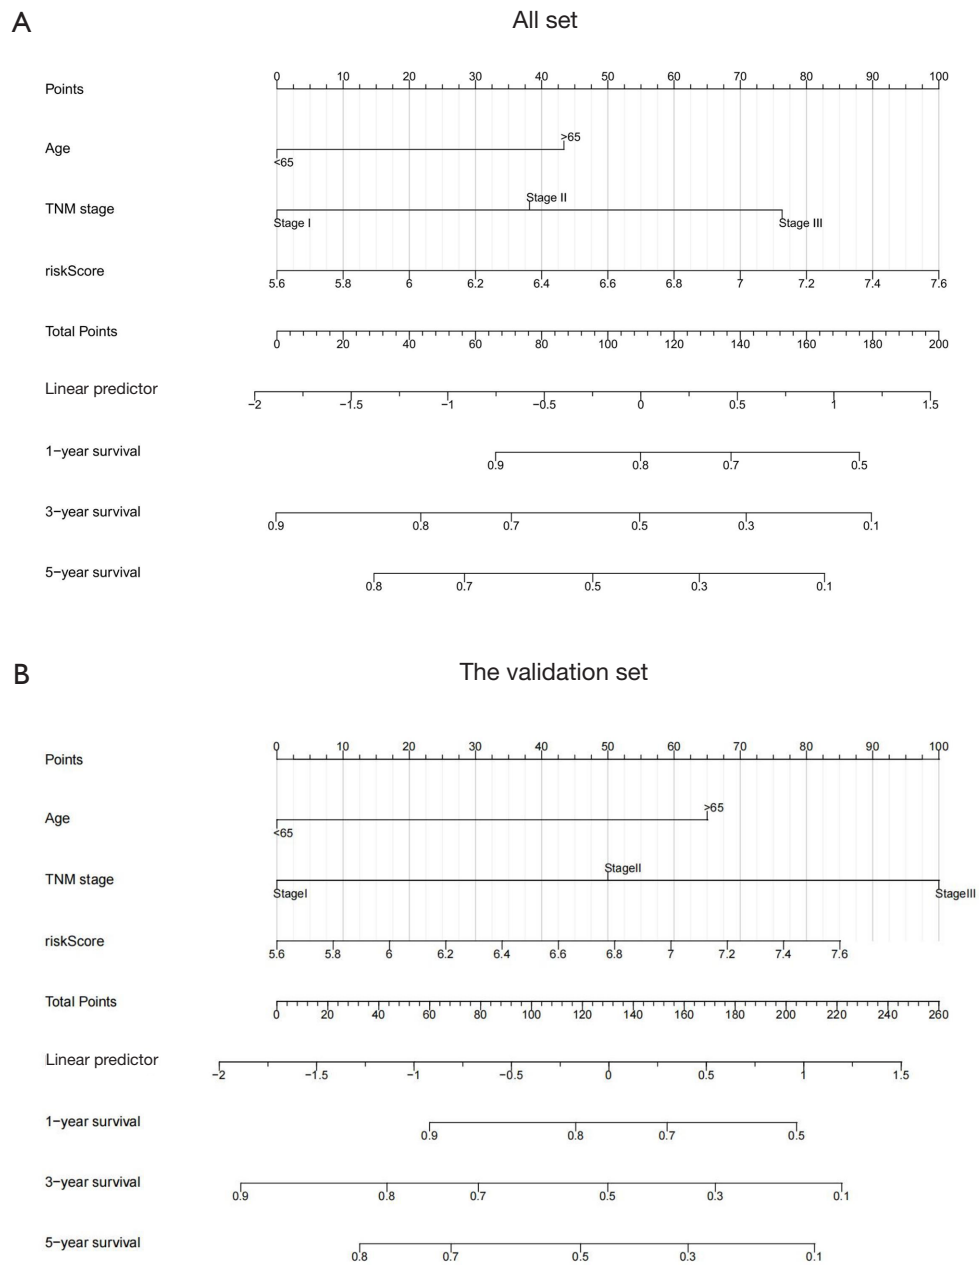 A
All set
Points
0 10 20 30 40 50 60 70 80 90 100
Age
>65
<65
TNM stage
Stage II
Stage I
Stage III
riskScore
5.6 5.8 6 6.2 6.4 6.6 6.8 7 7.2 7.4 7.6
Total Points
0 20 40 60 80 100 120 140 160 180 200
Linear predictor
−2 −1.5 −1 −0.5 0 0.5 1 1.5
1−year survival
0.9 0.8 0.7 0.5
3−year survival
0.9 0.8 0.7 0.5 0.3 0.1
5−year survival
0.8 0.7 0.5 0.3 0.1
B
The validation set
Points
0 10 20 30 40 50 60 70 80 90 100
Age
>65
<65
TNM stage
StageII
StageI
StageIII
riskScore
5.6 5.8 6 6.2 6.4 6.6 6.8 7 7.2 7.4 7.6
Total Points
0 20 40 60 80 100 120 140 160 180 200 220 240 260
Linear predictor
−2 −1.5 −1 −0.5 0 0.5 1 1.5
1−year survival
0.9 0.8 0.7 0.5
3−year survival
0.9 0.8 0.7 0.5 0.3 0.1
5−year survival
0.8 0.7 0.5 0.3 0.1